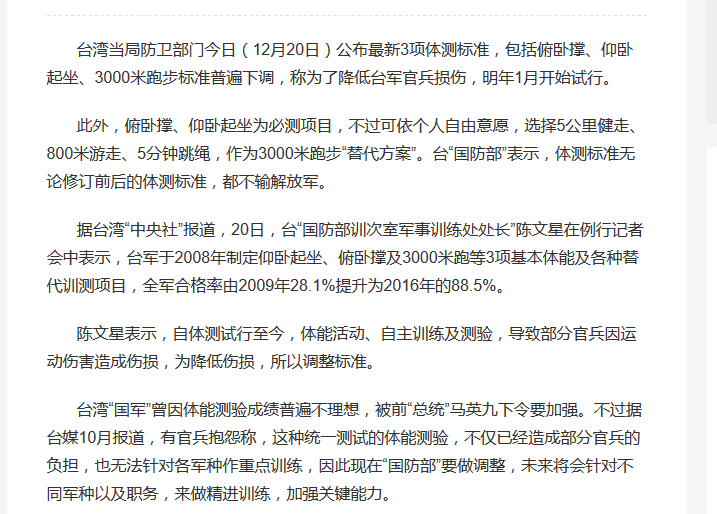 台湾当局防卫部门今日（12月20日）公布最新3项体测标准，包括俯卧撑、仰卧
起坐、3000米跑步标准普遍下调，称为了降低台军官兵损伤，明年1月开始试行。
此外，俯卧撑、仰卧起坐为必测项目，不过可依个人自由意愿，选择5公里健走、
800米游走、5分钟跳绳，作为3000米跑步“替代方案”。台“国防部”表示，体测标准无
论修订前后的体测标准，都不输解放军。
据台湾“中央社”报道，20日，台“国防部训次室军事训练处处长”陈文星在例行记者
会中表示，台军于2008年制定仰卧起坐、俯卧撑及3000米跑等3项基本体能及各种替
代训测项目，全军合格率由2009年28.1%提升为2016年的88.5%。
陈文星表示，自体测试行至今，体能活动、自主训练及测验，导致部分官兵因运
动伤害造成伤损，为降低伤损，所以调整标准。
台湾“国军”曾因体能测验成绩普遍不理想，被前“总统”马英九下令要加强。不过据
台媒10月报道，有官兵抱怨称，这种统一测试的体能测验，不仅已经造成部分官兵的
负担，也无法针对各军种作重点训练，因此现在“国防部”要做调整，未来将会针对不
同军种以及职务，来做精进训练，加强关键能力。